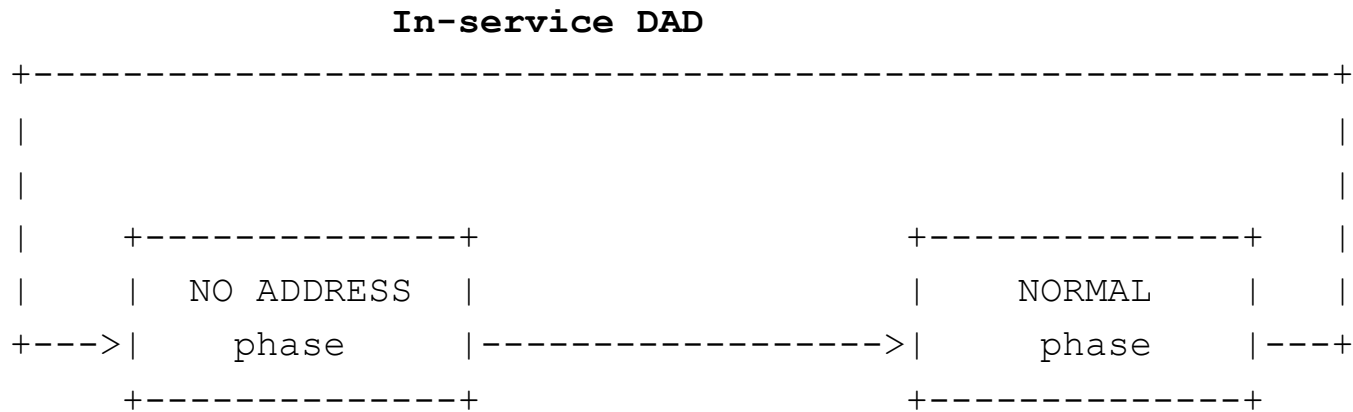 In-service DAD
+----------------------------------------------------------+
|                                                          |
|                                                          |
|    +--------------+                   +--------------+   |
|    |  NO ADDRESS  |                   |    NORMAL    |   |
+--->|    phase     |------------------>|     phase    |---+
     +--------------+                   +--------------+